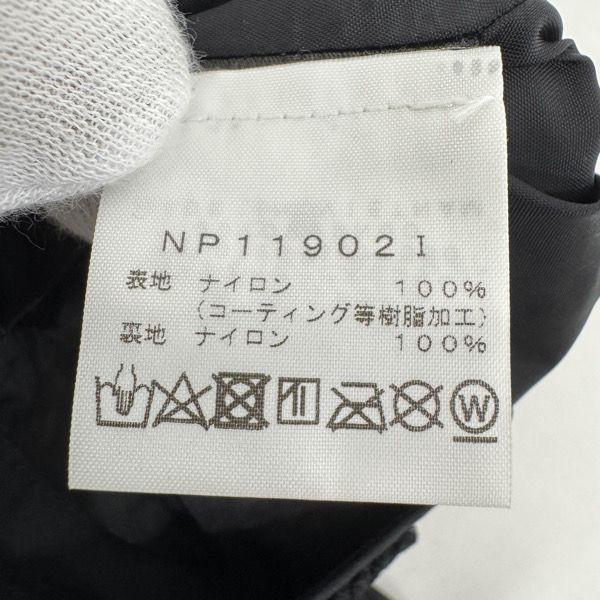 NP11902I
表地 ナイロン 100%
(コーティング等樹脂加工)
裏地 ナイロン 100%
W